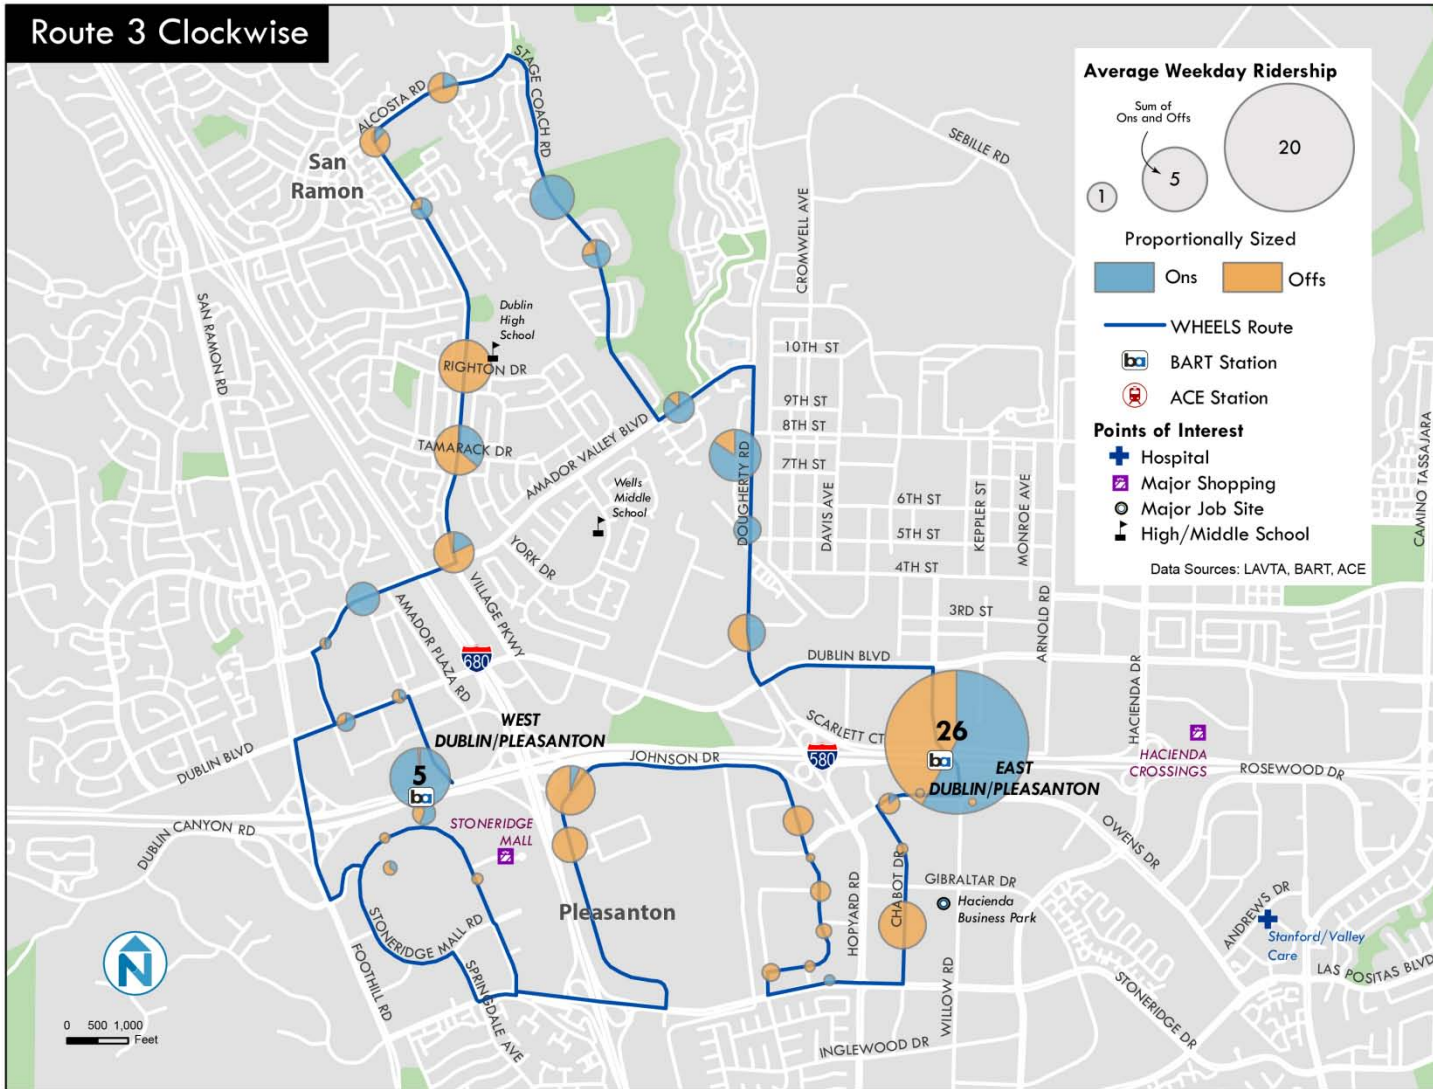 Route 3 Clockwise
Average Weekday Ridership
Sum of
Ons and Offs
1
5
20
Proportionally Sized
Ons
Offs
WHEELS Route
ba
BART Station
ACE Station
Points of Interest
Hospital
Major Shopping
Major Job Site
High/Middle School
Data Sources: LAVTA, BART, ACE
STAGE COACH RD
ALCOSTA RD
San
Ramon
SEBILLE RD
CROMWELL AVE
SAN RAMON RD
Dublin
High
School
RIGHTON DR
10TH ST
9TH ST
8TH ST
7TH ST
6TH ST
5TH ST
4TH ST
3RD ST
TAMARACK DR
AMADOR VALLEY BLVD
DOUGHERTY RD
DAVIS AVE
KEPPLER ST
MONROE AVE
CAMINO TASSAJARA
Wells
Middle
School
YORK DR
VILLAGE PKWY
AMADOR PLAZA RD
680
ARNOLD RD
DUBLIN BLVD
HACIENDA DR
SCARLETT CT
26
ba
EAST
DUBLIN/PLEASANTON
WEST
DUBLIN/PLEASANTON
DUBLIN BLVD
5
ba
JOHNSON DR
580
HACIENDA
CROSSINGS
ROSEWOOD DR
DUBLIN CANYON RD
STONERIDGE
MALL
OWENS DR
CHABOT DR
GIBRALTAR DR
Hacienda
Business Park
HOPYARD RD
ANDREWS DR
Stanford/Valley
Care
LAS POSITAS BLVD
Pleasanton
STONERIDGE MALL RD
FOOTHILL RD
SPRINGDALE AVE
WILLOW RD
STONERIDGE DR
INGLEWOOD DR
N
0 500 1,000
Feet